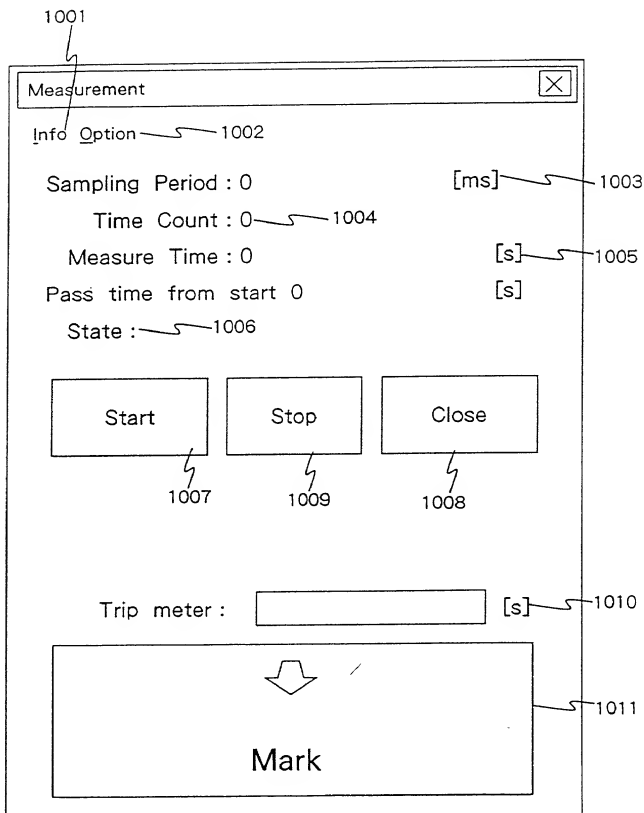 1001
Measurement
Info Option 1002
Sampling Period : 0 [ms] 1003
Time Count : 0 1004
Measure Time : 0 [s] 1005
Pass time from start 0 [s]
State : 1006
Start Stop Close
1007 1009 1008
Trip meter : [s] 1010
1011
Mark